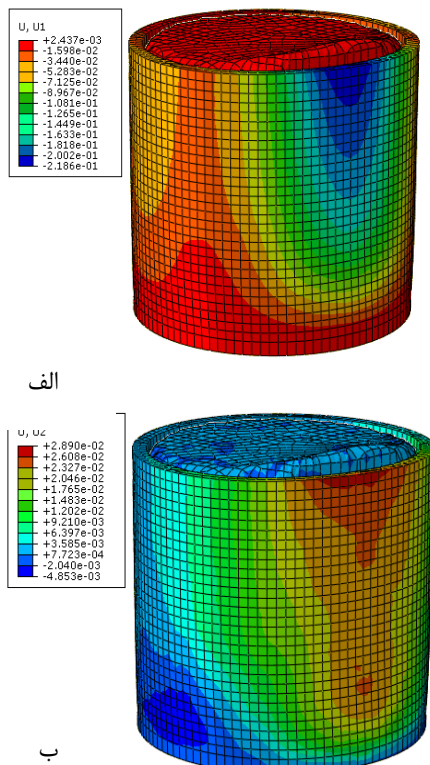 U, U1
+2.437e-03
-1.598e-02
-3.440e-02
-5.283e-02
-7.125e-02
-8.967e-02
-1.081e-01
-1.265e-01
-1.449e-01
-1.633e-01
-1.818e-01
-2.002e-01
-2.186e-01
الف
U, U2
+2.890e-02
+2.608e-02
+2.327e-02
+2.046e-02
+1.765e-02
+1.483e-02
+1.202e-02
+9.210e-03
+6.397e-03
+3.585e-03
+7.723e-04
-2.040e-03
-4.853e-03
ب